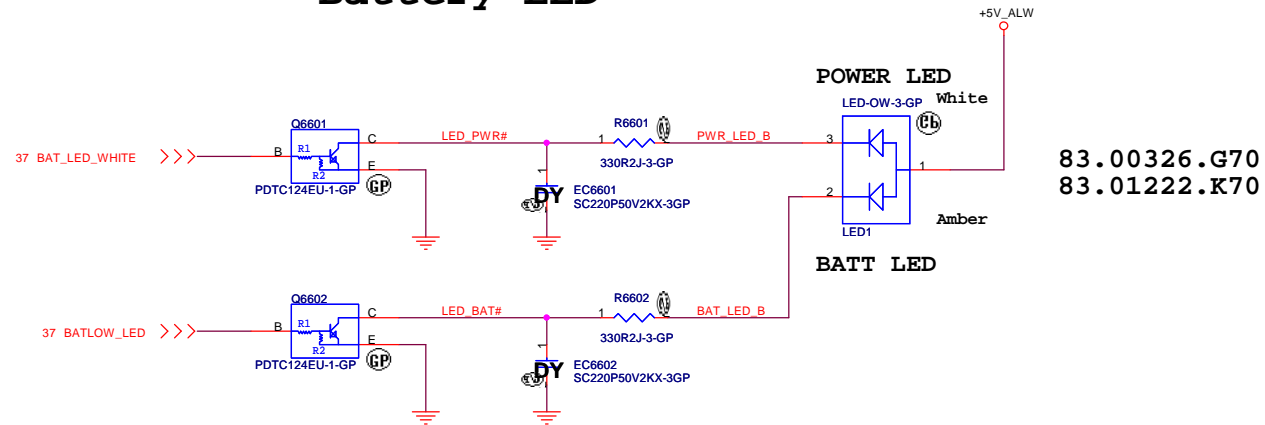 Battery LED
+5V_ALW
POWER LED
White
LED-OW-3-GP
Cb
Q6601
C
LED_PWR#
R6601
1
330R2J-3-GP
PWR_LED_B
3
37 BAT_LED_WHITE
B
R1
R2
E
PDTC124EU-1-GP
GP
1
DY
EC6601
SC220P50V2KX-3GP
1
2
83.00326.G70
83.01222.K70
Amber
LED1
BATT LED
Q6602
C
LED_BAT#
R6602
1
330R2J-3-GP
BAT_LED_B
37 BATLOW_LED
B
R1
R2
E
PDTC124EU-1-GP
GP
1
DY
EC6602
SC220P50V2KX-3GP